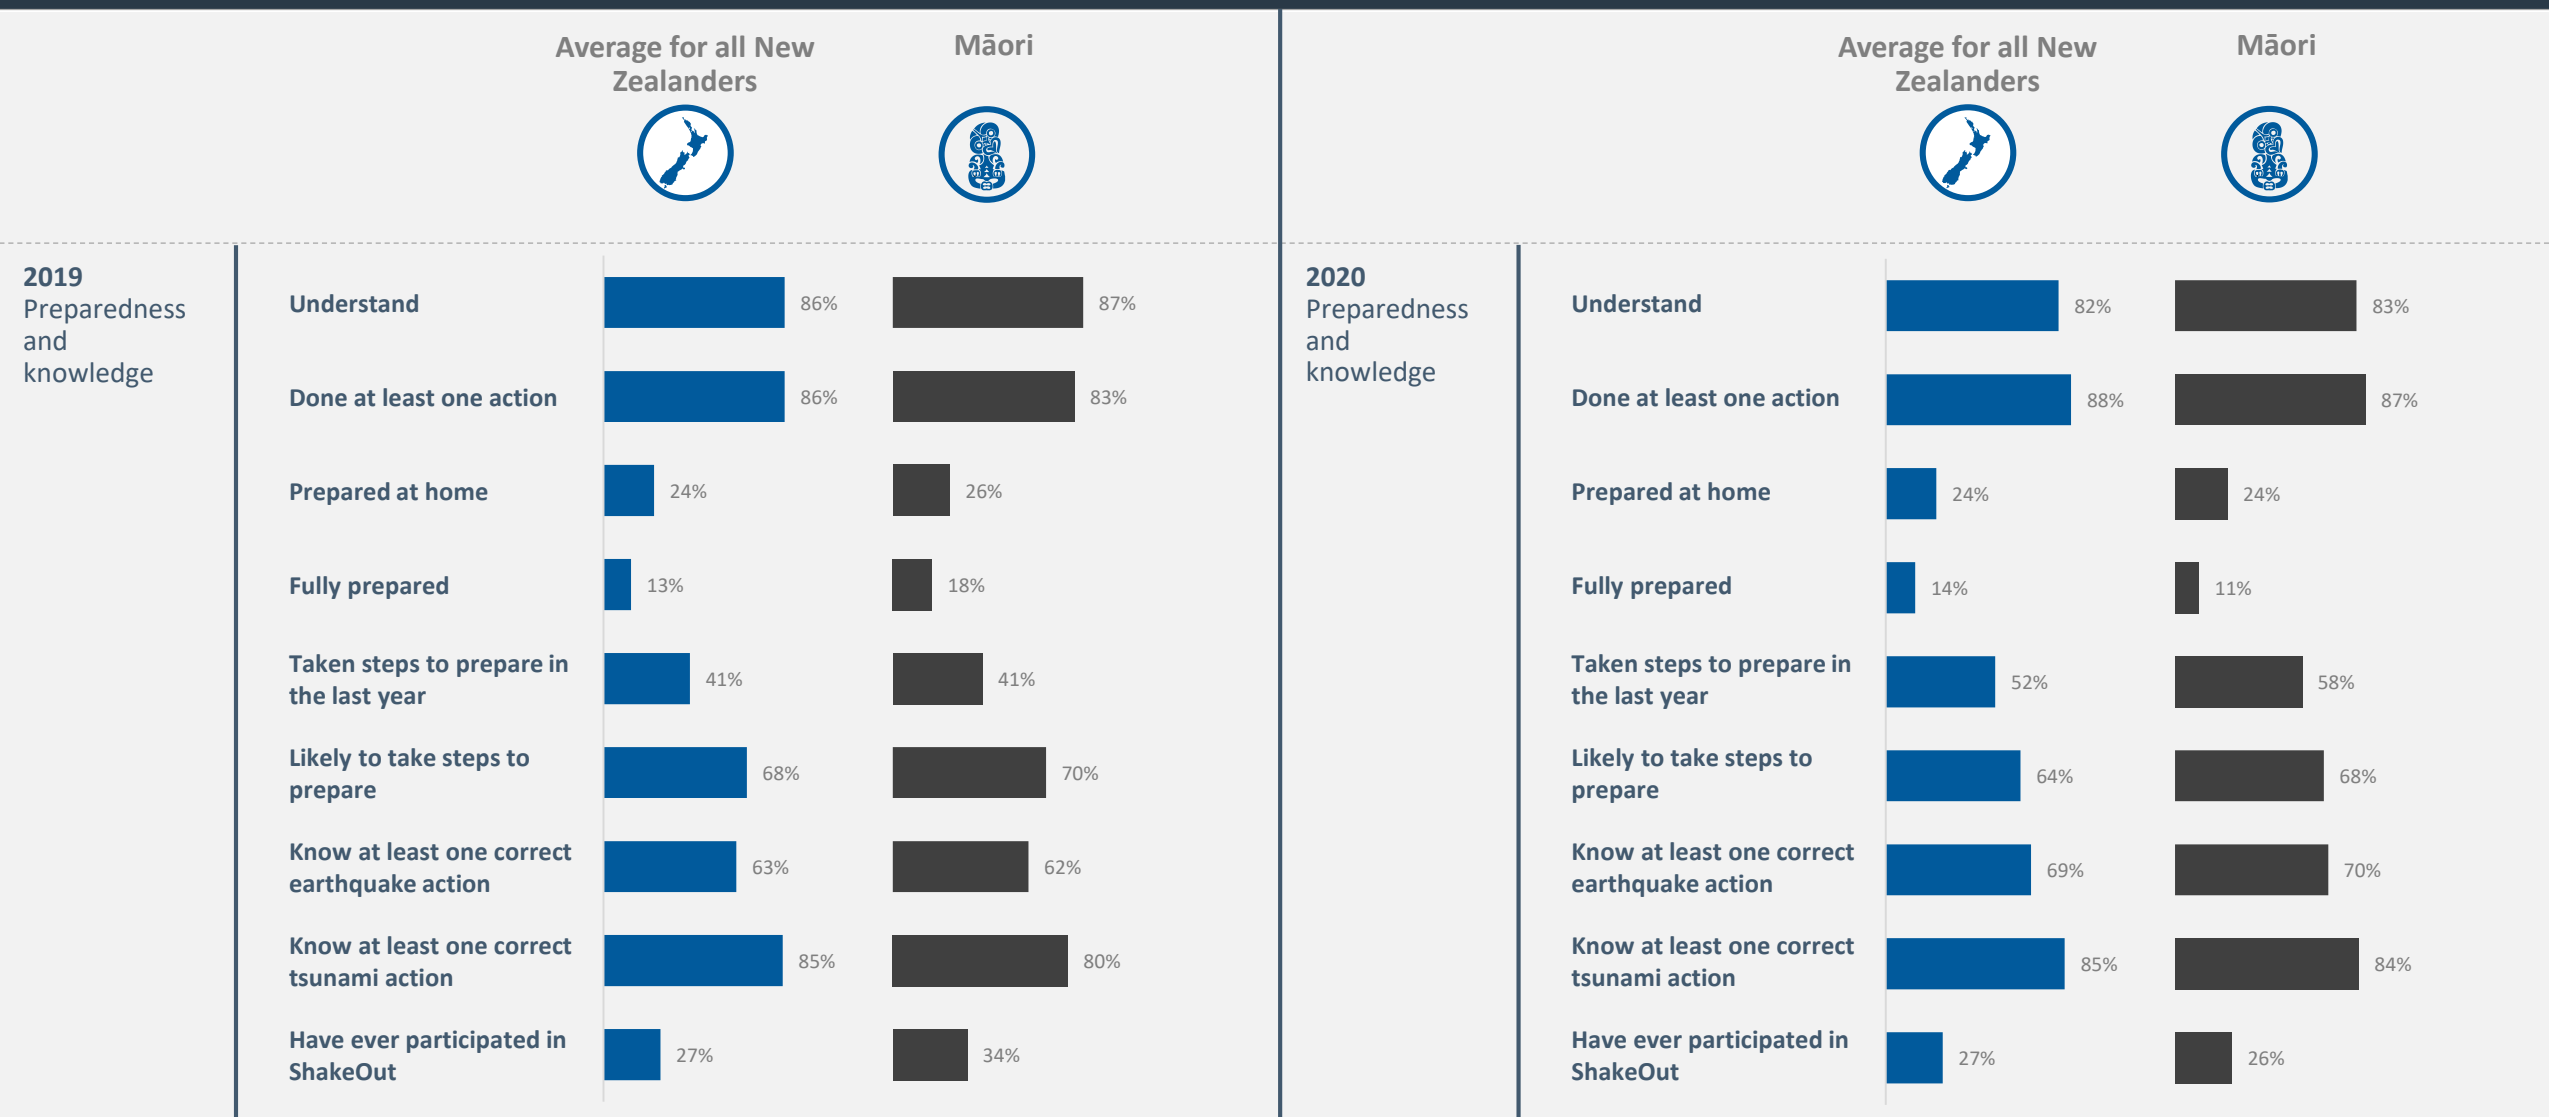 Average for all New
Zealanders
Māori
2019
Preparedness
and
knowledge
Understand
86%
87%
Done at least one action
86%
83%
Prepared at home
24%
26%
Fully prepared
13%
18%
Taken steps to prepare in
the last year
41%
41%
Likely to take steps to
prepare
68%
70%
Know at least one correct
earthquake action
63%
62%
Know at least one correct
tsunami action
85%
80%
Have ever participated in
ShakeOut
27%
34%
Average for all New
Zealanders
Māori
2020
Preparedness
and
knowledge
Understand
82%
83%
Done at least one action
88%
87%
Prepared at home
24%
24%
Fully prepared
14%
11%
Taken steps to prepare in
the last year
52%
58%
Likely to take steps to
prepare
64%
68%
Know at least one correct
earthquake action
69%
70%
Know at least one correct
tsunami action
85%
84%
Have ever participated in
ShakeOut
27%
26%